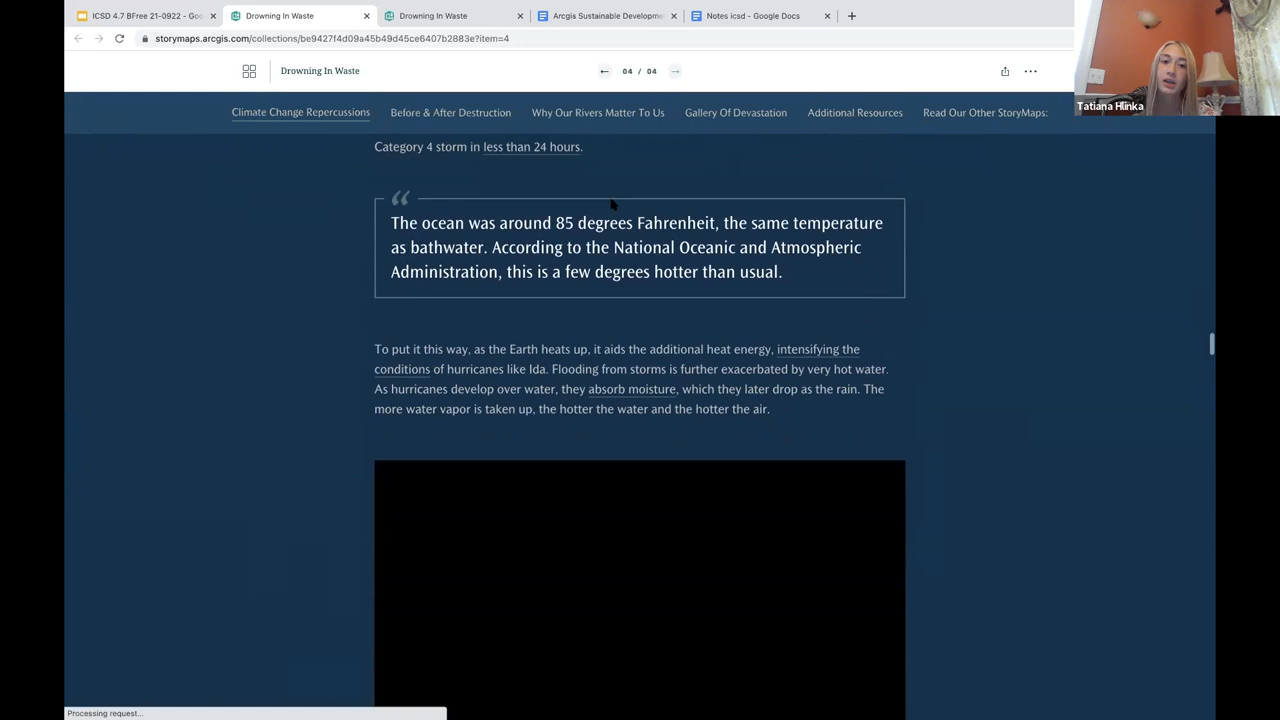 ICSD 4.7 BFree 21-0922 - Goo
Drowning In Waste
Drowning In Waste
Arcgis Sustainable Developme
Notes icsd - Google Docs
storymaps.arcgis.com/collections/be9427f4d09a45b49d45ce6407b2883e?item=4
Drowning In Waste
04 / 04
Tatiana Hlinka
Climate Change Repercussions
Before & After Destruction
Why Our Rivers Matter To Us
Gallery Of Devastation
Additional Resources
Read Our Other StoryMaps:
Category 4 storm in less than 24 hours.
The ocean was around 85 degrees Fahrenheit, the same temperature
as bathwater. According to the National Oceanic and Atmospheric
Administration, this is a few degrees hotter than usual.
To put it this way, as the Earth heats up, it aids the additional heat energy, intensifying the
conditions of hurricanes like Ida. Flooding from storms is further exacerbated by very hot water.
As hurricanes develop over water, they absorb moisture, which they later drop as the rain. The
more water vapor is taken up, the hotter the water and the hotter the air.
Processing request...